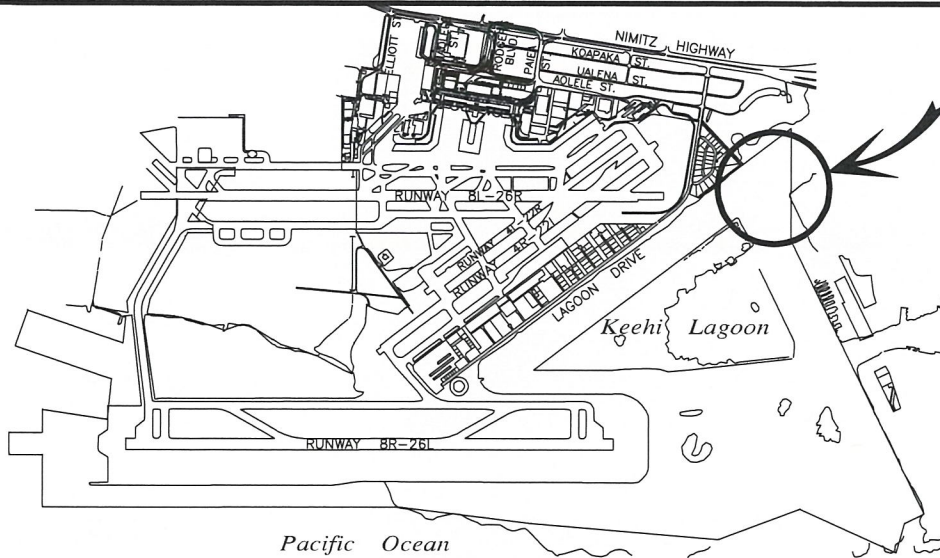 NIMITZ HIGHWAY
ELLIOTT ST.
RODGERS BLVD
PAIEA ST.
KOAPAKA ST.
UALENA ST.
AOLELE ST.
RUNWAY 8L-26R
RUNWAY 4L-22R
RUNWAY 4R-22L
LAGOON DRIVE
Keehi Lagoon
RUNWAY 8R-26L
Pacific Ocean